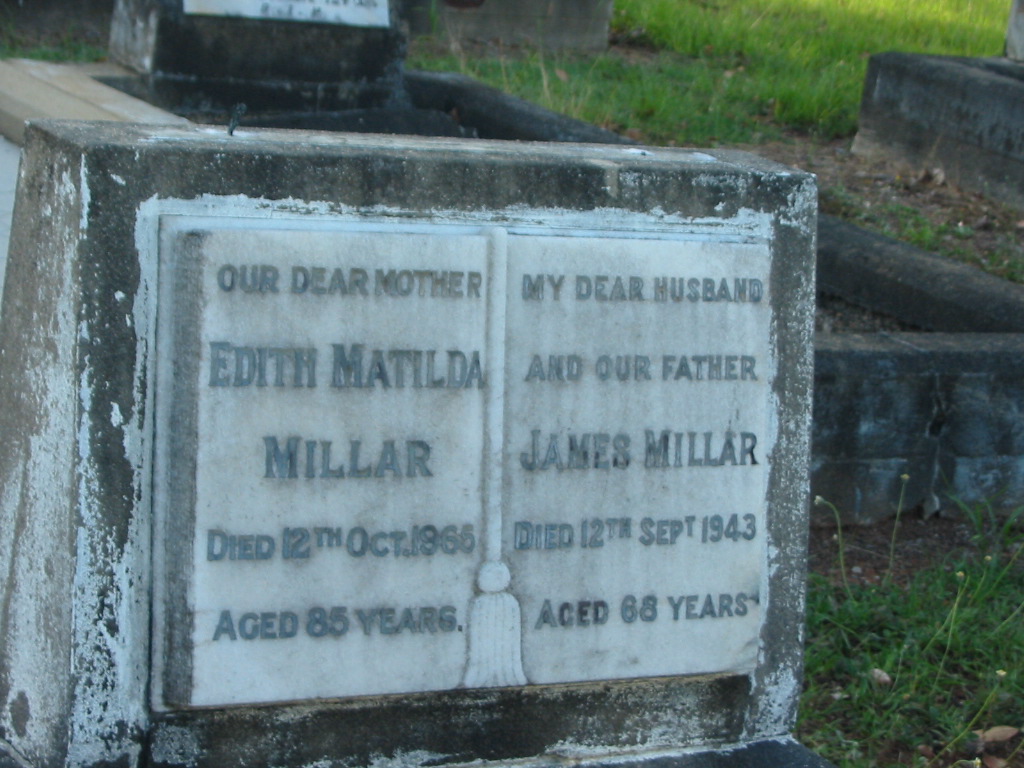 OUR DEAR MOTHER
EDITH MATILDA
MILLAR
DIED 12TH OCT. 1965
AGED 85 YEARS.
MY DEAR HUSBAND
AND OUR FATHER
JAMES MILLAR
DIED 12TH SEPT 1943
AGED 68 YEARS